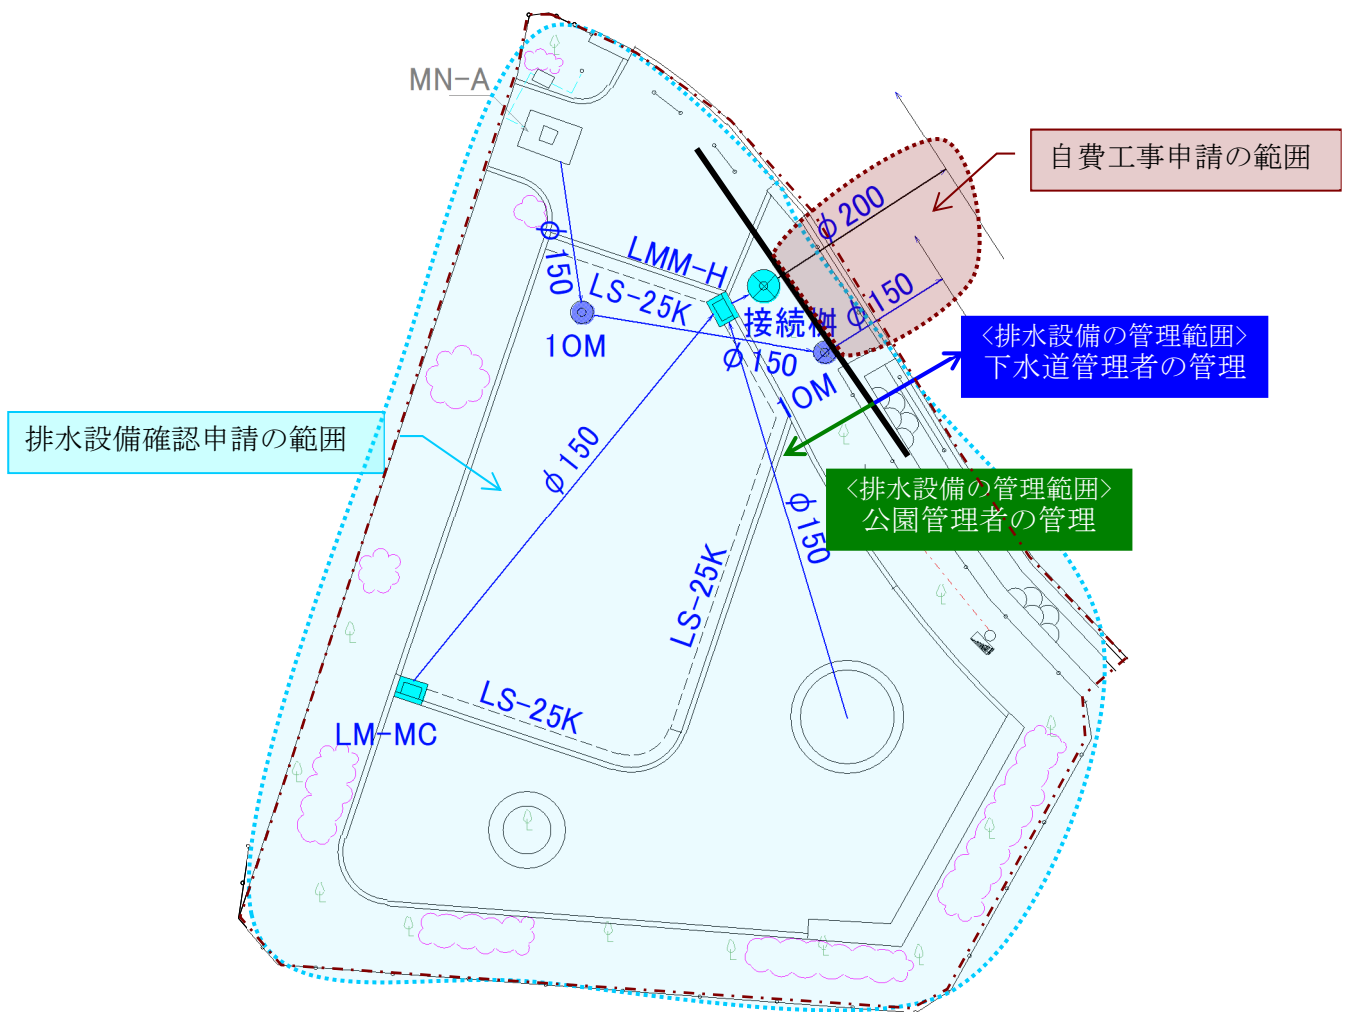 MN-A
自費工事申請の範囲
φ200
LMM-H
φ150
LS-25K
接続桝
φ150
10M
φ150
10M
<排水設備の管理範囲>
下水道管理者の管理
排水設備確認申請の範囲
φ150
<排水設備の管理範囲>
公園管理者の管理
φ150
LS-25K
LS-25K
LM-MC